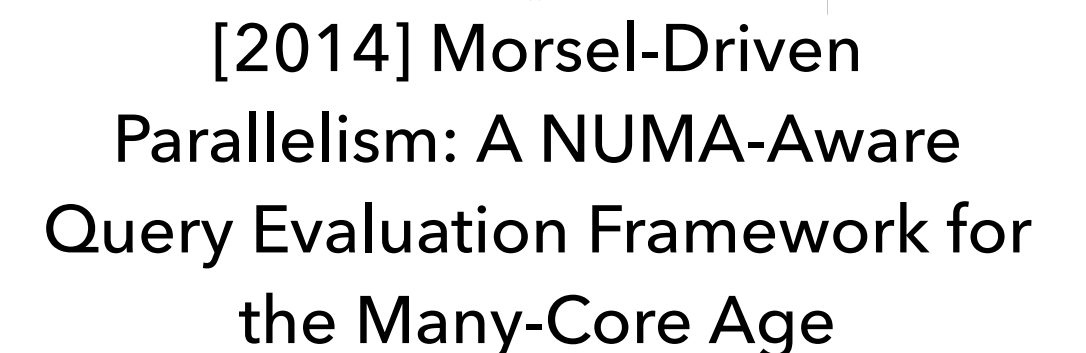 [2014] Morsel-Driven
Parallelism: A NUMA-Aware
Query Evaluation Framework for
the Many-Core Age